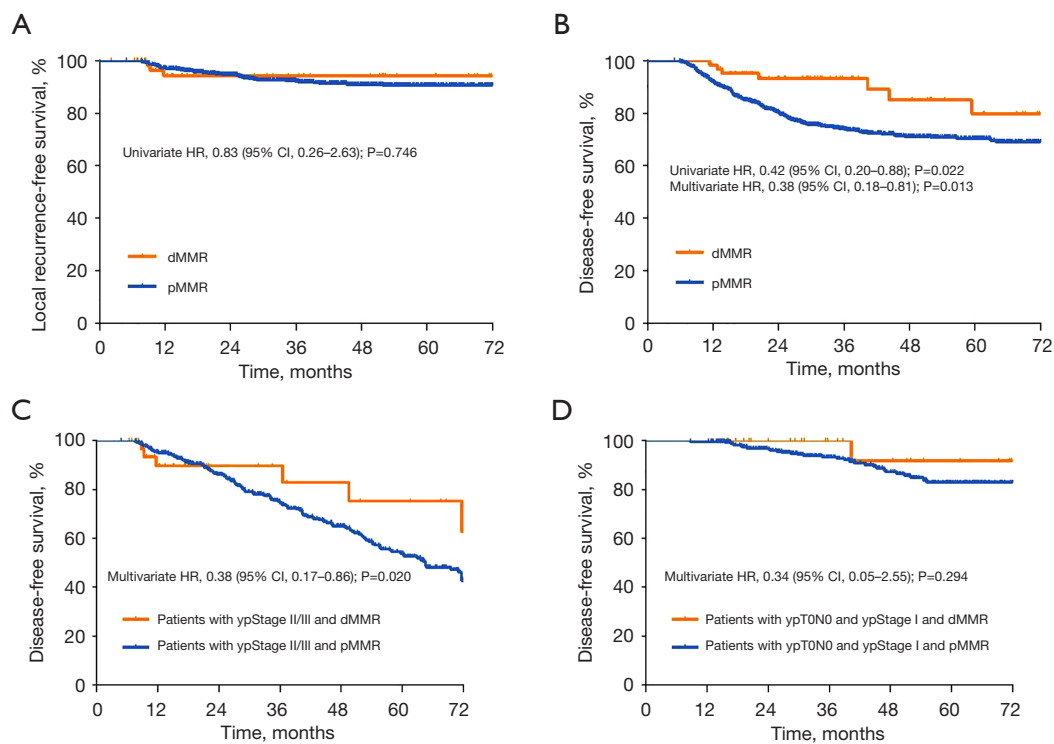 A
Local recurrence-free survival, %
100
80
60
40
20
0
Univariate HR, 0.83 (95% CI, 0.26–2.63); P=0.746
dMMR
pMMR
0 12 24 36 48 60 72
Time, months
B
Disease-free survival, %
100
80
60
40
20
0
Univariate HR, 0.42 (95% CI, 0.20–0.88); P=0.022
Multivariate HR, 0.38 (95% CI, 0.18–0.81); P=0.013
dMMR
pMMR
0 12 24 36 48 60 72
Time, months
C
Disease-free survival, %
100
80
60
40
20
0
Multivariate HR, 0.38 (95% CI, 0.17–0.86); P=0.020
Patients with ypStage II/III and dMMR
Patients with ypStage II/III and pMMR
0 12 24 36 48 60 72
Time, months
D
Disease-free survival, %
100
80
60
40
20
0
Multivariate HR, 0.34 (95% CI, 0.05–2.55); P=0.294
Patients with ypT0N0 and ypStage I and dMMR
Patients with ypT0N0 and ypStage I and pMMR
0 12 24 36 48 60 72
Time, months